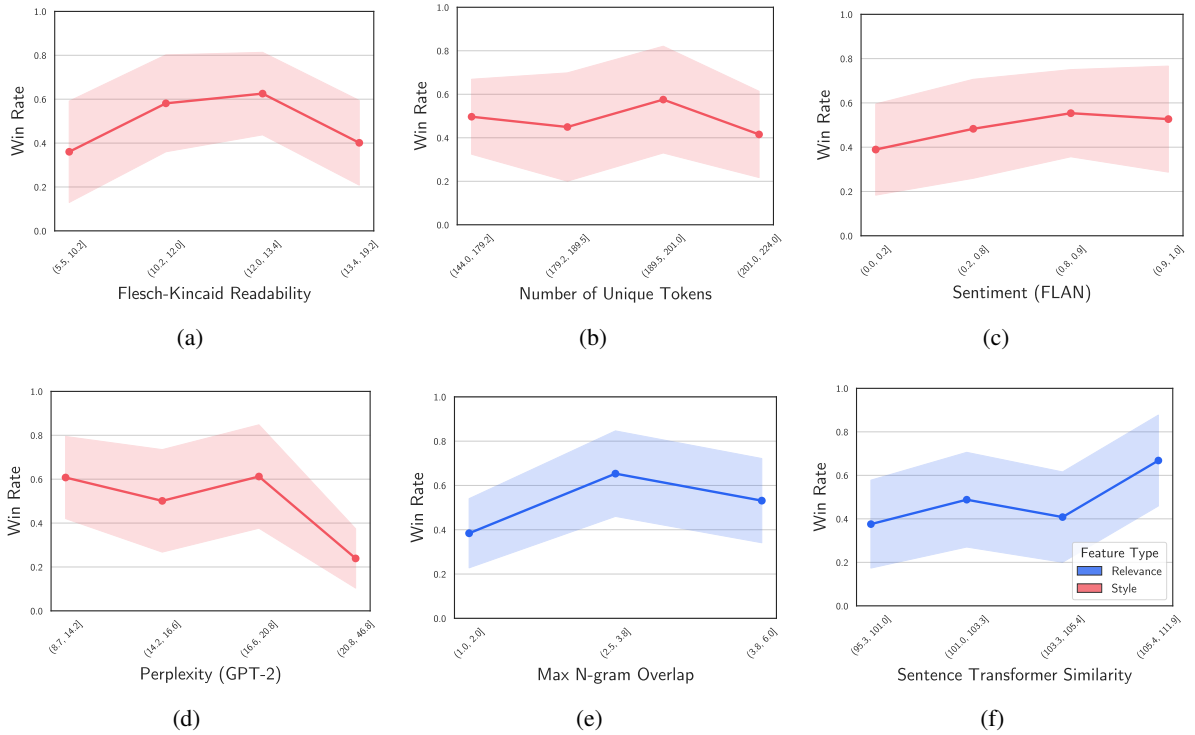 1.0
0.8
0.6
0.4
0.2
0.0
Win Rate
(5.5, 10.2]
(10.2, 12.0]
(12.0, 13.4]
(13.4, 19.2]
Flesch-Kincaid Readability
(a)
1.0
0.8
0.6
0.4
0.2
0.0
Win Rate
(144.0, 179.2]
(179.2, 189.5]
(189.5, 201.0]
(201.0, 224.0]
Number of Unique Tokens
(b)
1.0
0.8
0.6
0.4
0.2
0.0
Win Rate
(0.0, 0.2]
(0.2, 0.8]
(0.8, 0.9]
(0.9, 1.0]
Sentiment (FLAN)
(c)
1.0
0.8
0.6
0.4
0.2
0.0
Win Rate
(8.7, 14.2]
(14.2, 16.6]
(16.6, 20.8]
(20.8, 46.8]
Perplexity (GPT-2)
(d)
1.0
0.8
0.6
0.4
0.2
0.0
Win Rate
(1.0, 2.0]
(2.5, 3.8]
(3.8, 6.0]
Max N-gram Overlap
(e)
1.0
0.8
0.6
0.4
0.2
0.0
Win Rate
Feature Type
Relevance
Style
(95.3, 101.0]
(101.0, 103.3]
(103.3, 105.4]
(105.4, 111.9]
Sentence Transformer Similarity
(f)